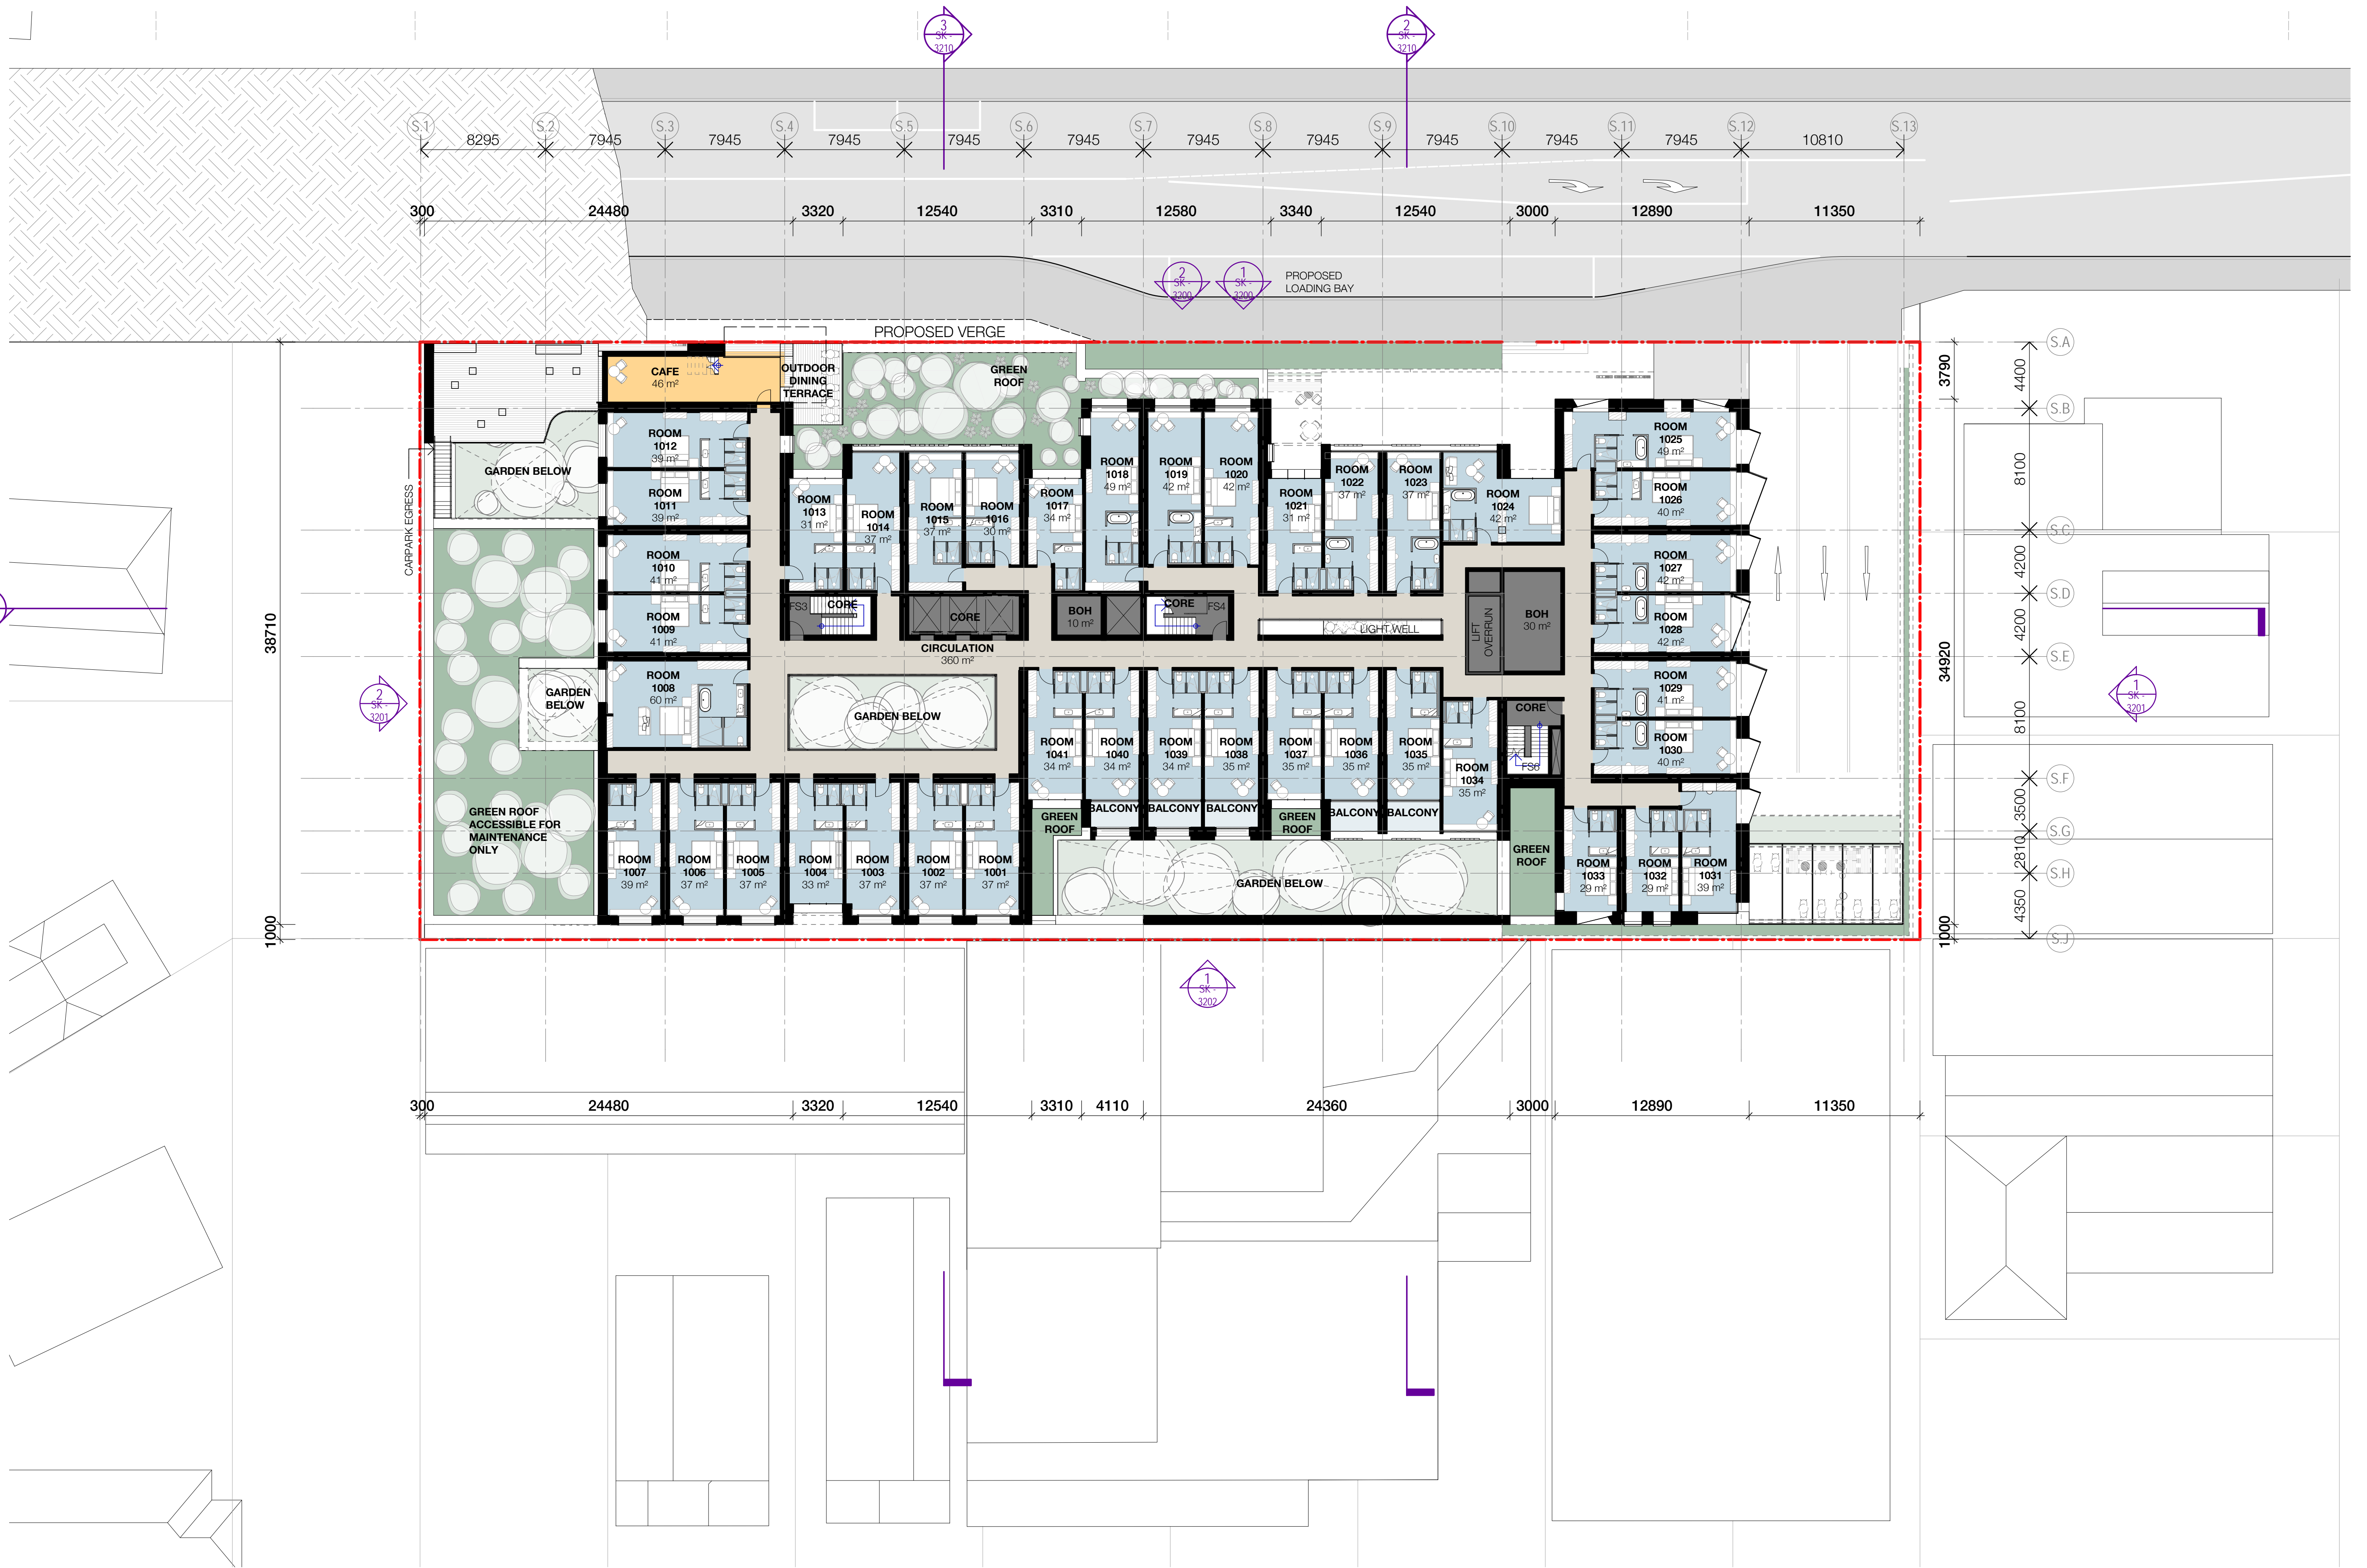 3
SK -
3210
2
SK -
3210
S.1
S.2
S.3
S.4
S.5
S.6
S.7
S.8
S.9
S.10
S.11
S.12
S.13
8295
7945
7945
7945
7945
7945
7945
7945
7945
7945
7945
10810
300
24480
3320
12540
3310
12580
3340
12540
3000
12890
11350
2
SK -
3200
1
SK -
3200
PROPOSED
LOADING BAY
PROPOSED VERGE
CAFE
46 m²
OUTDOOR
DINING
TERRACE
GREEN
ROOF
S.A
S.B
S.C
S.D
S.E
S.F
S.G
S.H
S.J
3790
34920
1000
4400
8100
4200
4200
8100
3500
2810
4350
38710
1000
CARPARK EGRESS
GARDEN BELOW
ROOM
1012
39 m²
ROOM
1011
39 m²
ROOM
1010
41 m²
ROOM
1009
41 m²
ROOM
1008
60 m²
ROOM
1013
31 m²
ROOM
1014
37 m²
ROOM
1015
37 m²
ROOM
1016
30 m²
ROOM
1017
34 m²
ROOM
1018
49 m²
ROOM
1019
42 m²
ROOM
1020
42 m²
ROOM
1021
31 m²
ROOM
1022
37 m²
ROOM
1023
37 m²
ROOM
1024
42 m²
ROOM
1025
49 m²
ROOM
1026
40 m²
ROOM
1027
42 m²
ROOM
1028
42 m²
ROOM
1029
41 m²
ROOM
1030
40 m²
FS3
CORE
CORE
BOH
10 m²
CORE
FS4
LIGHT WELL
LIFT
OVERRUN
BOH
30 m²
CIRCULATION
360 m²
GARDEN
BELOW
GARDEN BELOW
2
SK -
3201
1
SK -
3201
CORE
FS6
ROOM
1041
34 m²
ROOM
1040
34 m²
ROOM
1039
34 m²
ROOM
1038
35 m²
ROOM
1037
35 m²
ROOM
1036
35 m²
ROOM
1035
35 m²
ROOM
1034
35 m²
BALCONY
BALCONY
BALCONY
BALCONY
BALCONY
GREEN
ROOF
GREEN
ROOF
GREEN ROOF
ACCESSIBLE FOR
MAINTENANCE
ONLY
ROOM
1007
39 m²
ROOM
1006
37 m²
ROOM
1005
37 m²
ROOM
1004
33 m²
ROOM
1003
37 m²
ROOM
1002
37 m²
ROOM
1001
37 m²
GARDEN BELOW
GREEN
ROOF
ROOM
1033
29 m²
ROOM
1032
29 m²
ROOM
1031
39 m²
1
SK -
3202
300
24480
3320
12540
3310
4110
24360
3000
12890
11350